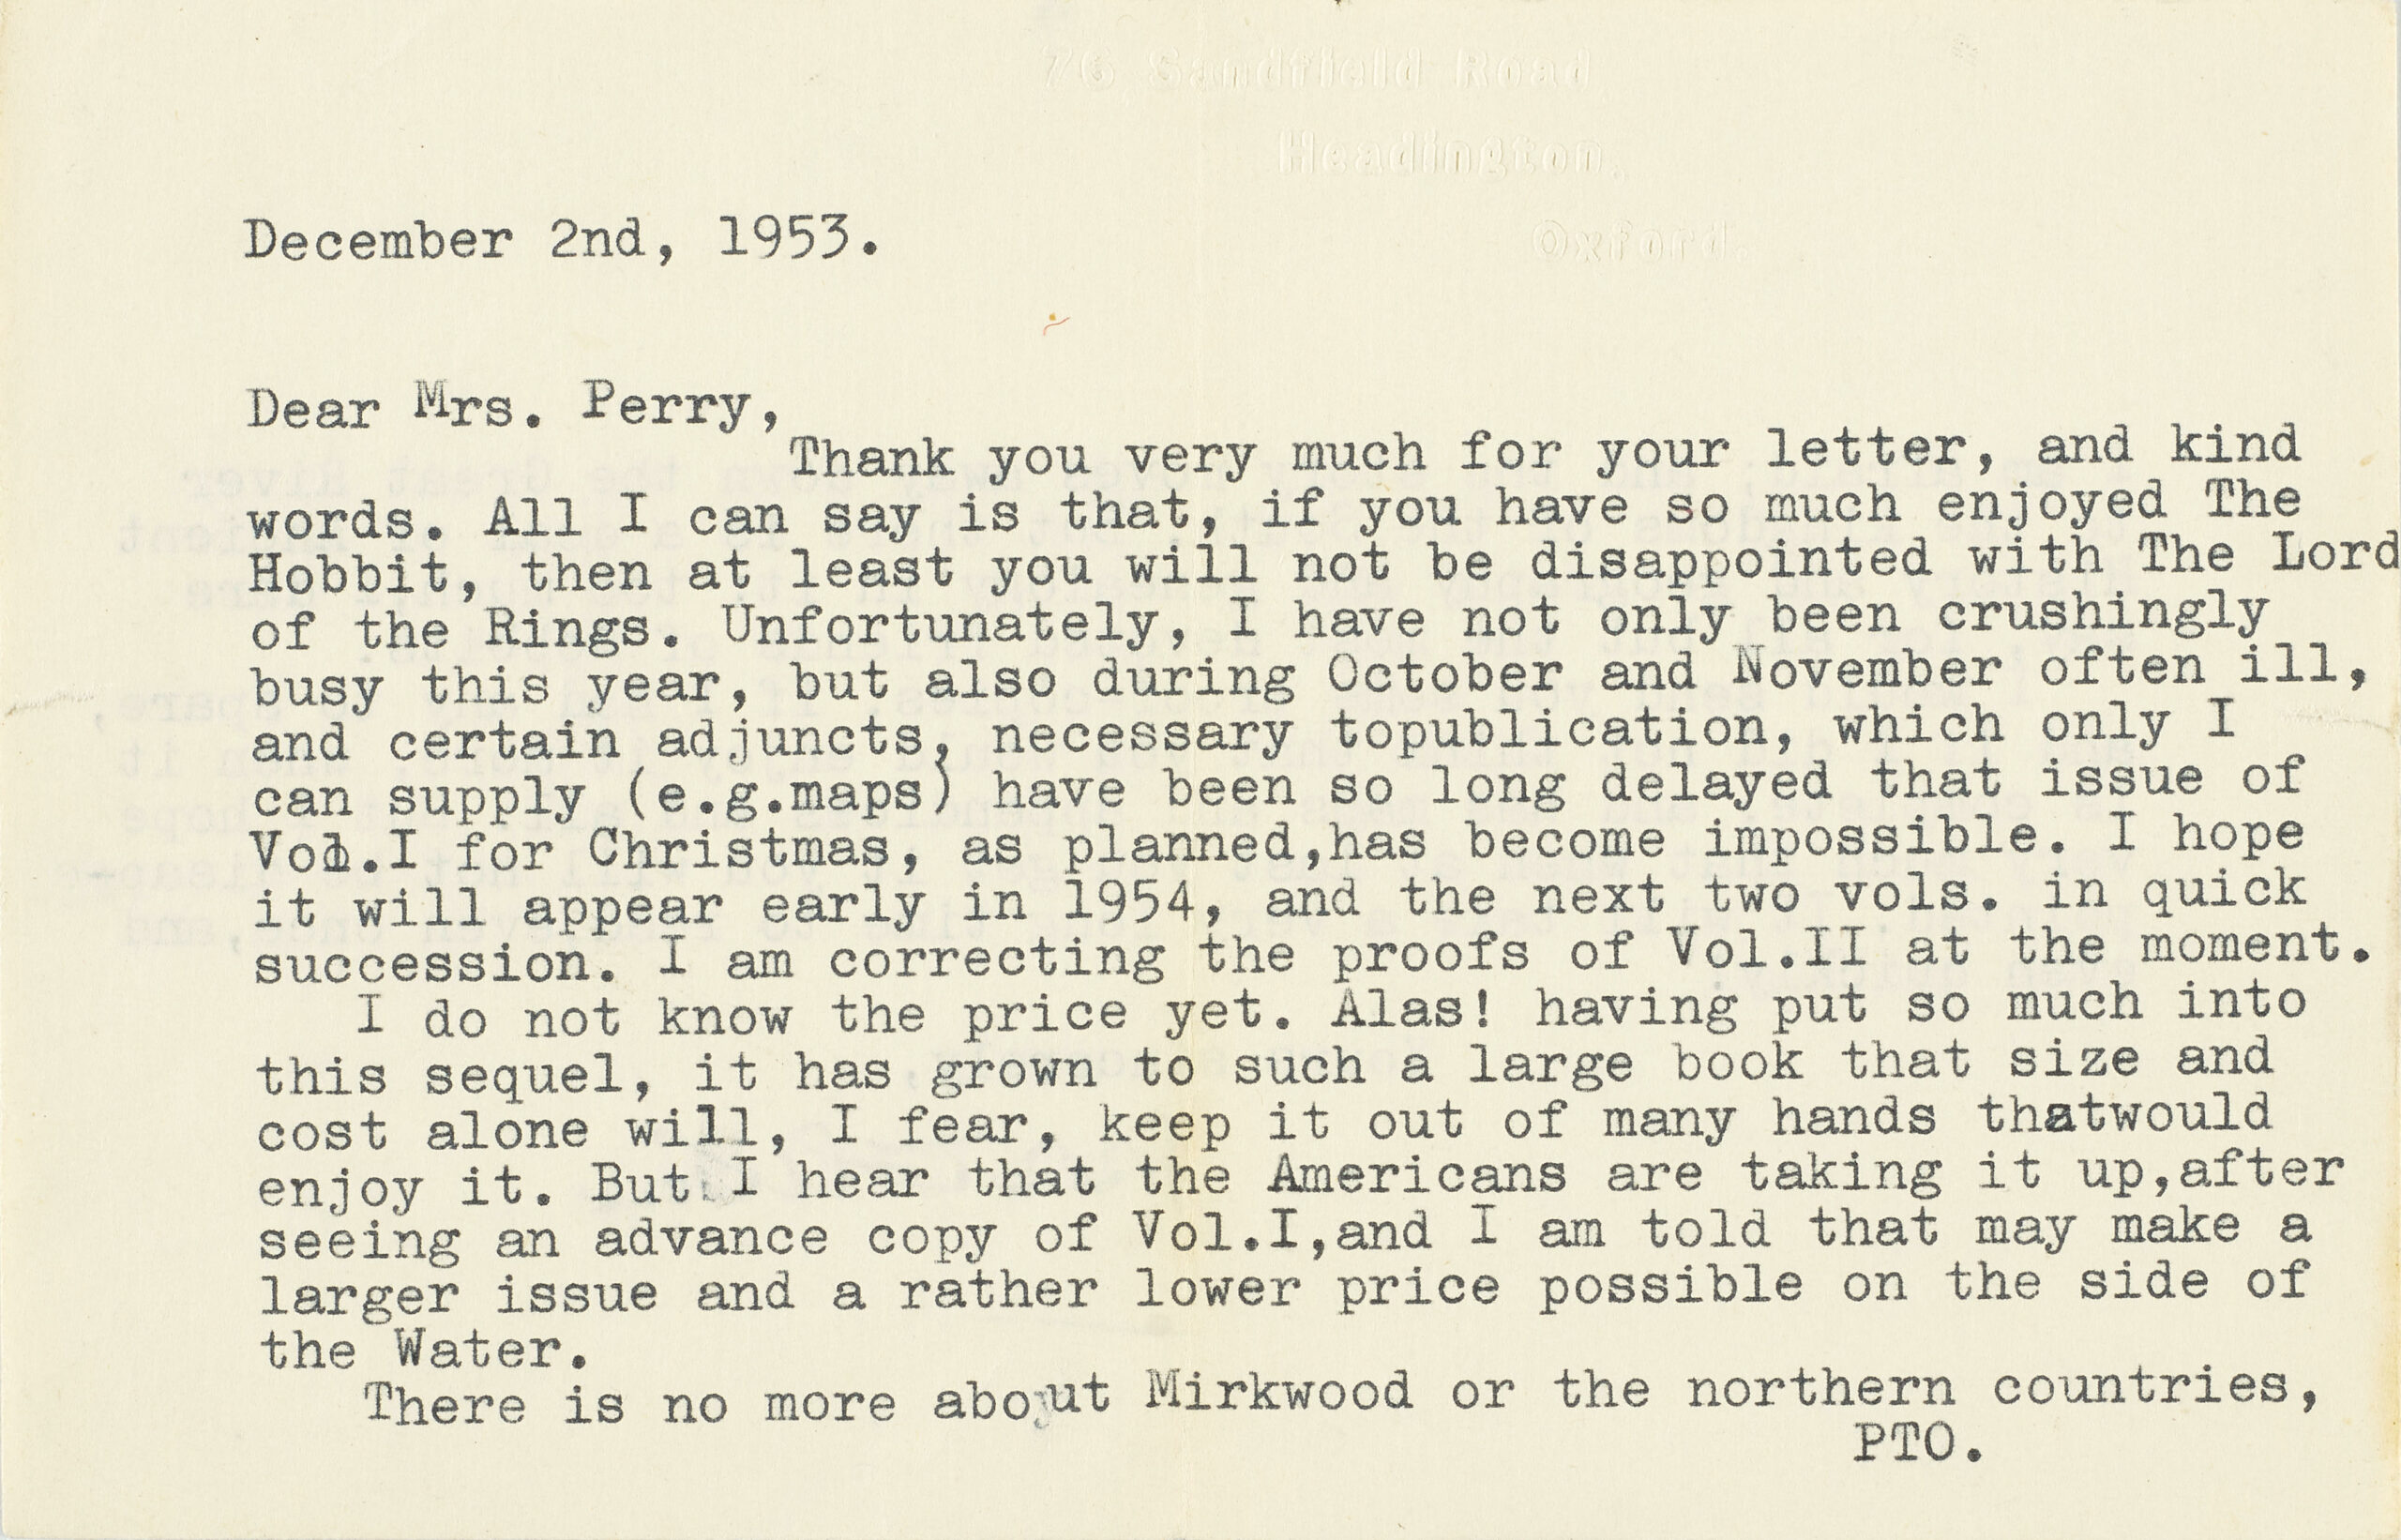 76 Sandfield Road
Headington,
Oxford.
December 2nd, 1953.
Dear Mrs. Perry,
Thank you very much for your letter, and kind
words. All I can say is that, if you have so much enjoyed The
Hobbit, then at least you will not be disappointed with The Lord
of the Rings. Unfortunately, I have not only been crushingly
busy this year, but also during October and November often ill,
and certain adjuncts, necessary topublication, which only I
can supply (e.g.maps) have been so long delayed that issue of
Vol.I for Christmas, as planned,has become impossible. I hope
it will appear early in 1954, and the next two vols. in quick
succession. I am correcting the proofs of Vol.II at the moment.
I do not know the price yet. Alas! having put so much into
this sequel, it has grown to such a large book that size and
cost alone will, I fear, keep it out of many hands thatwould
enjoy it. But I hear that the Americans are taking it up,after
seeing an advance copy of Vol.I,and I am told that may make a
larger issue and a rather lower price possible on the side of
the Water.
There is no more about Mirkwood or the northern countries,
PTO.